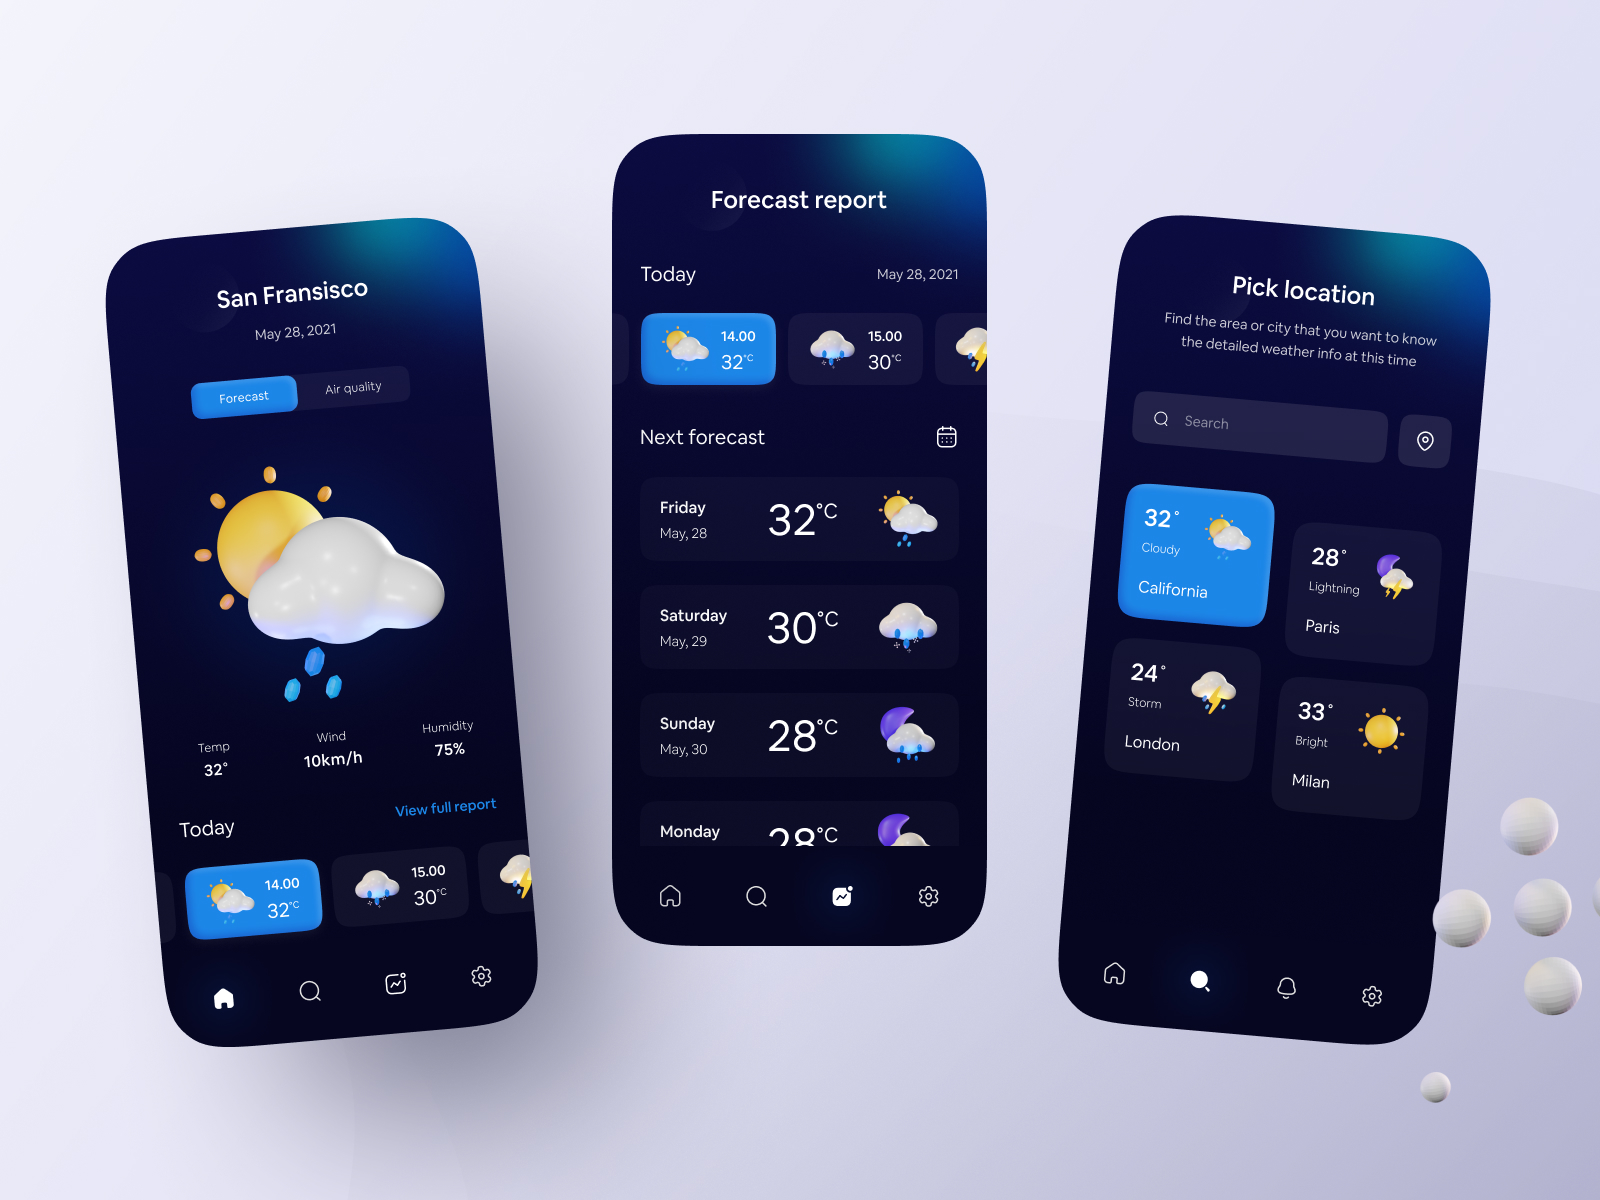 San Fransisco
May 28, 2021
Forecast
Air quality
Temp
32°
Wind
10km/h
Humidity
75%
Today
View full report
14.00
32°C
15.00
30°C
Forecast report
Today
May 28, 2021
14.00
32°C
15.00
30°C
Next forecast
Friday
May, 28
32°C
Saturday
May, 29
30°C
Sunday
May, 30
28°C
Monday
28°C
Pick location
Find the area or city that you want to know
the detailed weather info at this time
Search
32°
Cloudy
California
28°
Lightning
Paris
24°
Storm
London
33°
Bright
Milan